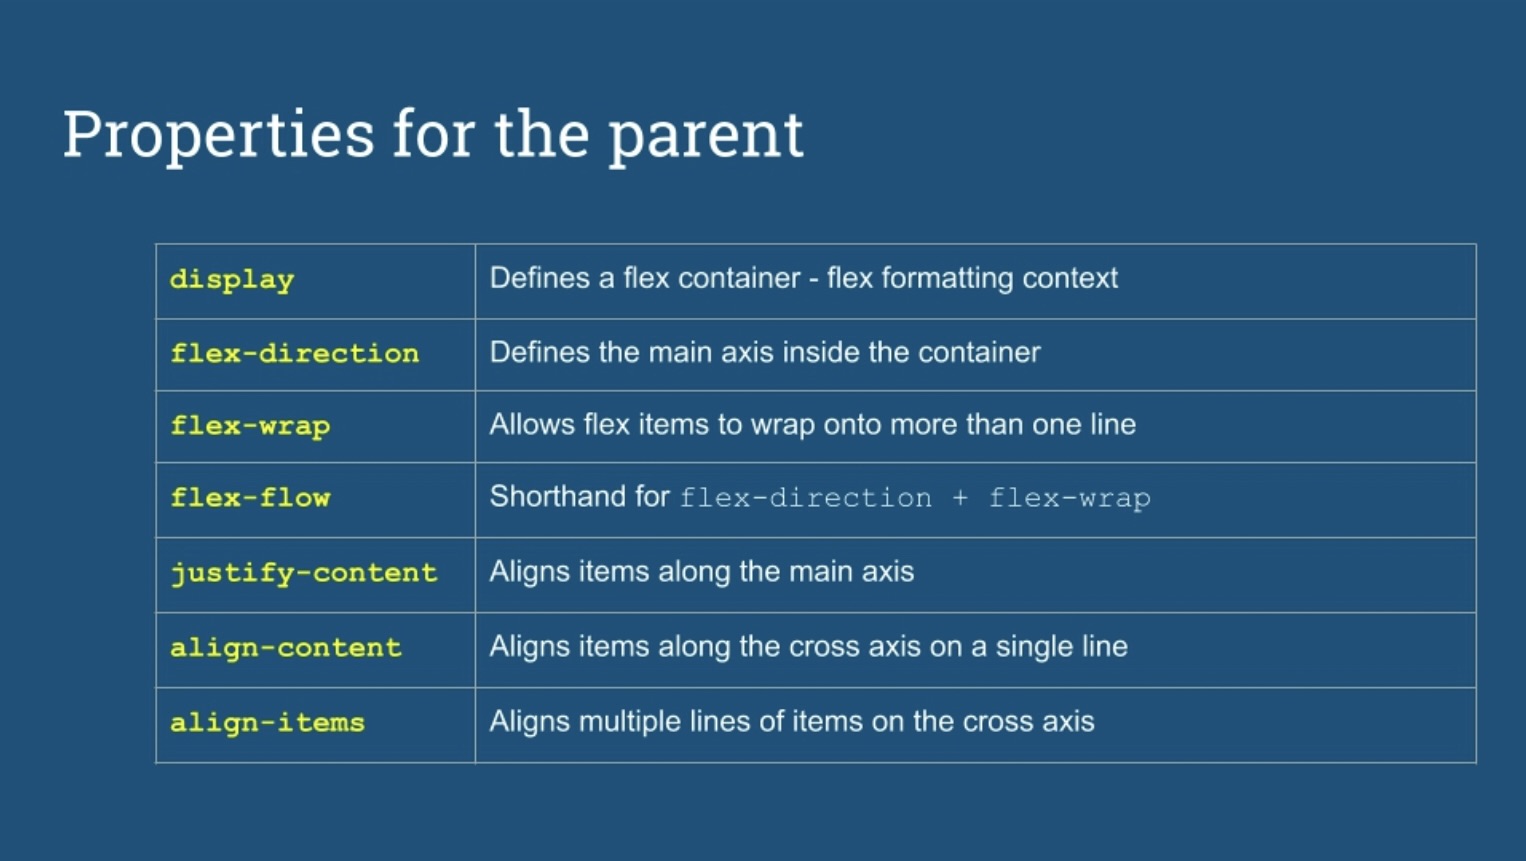 Properties for the parent
display Defines a flex container - flex formatting context
flex-direction Defines the main axis inside the container
flex-wrap Allows flex items to wrap onto more than one line
flex-flow Shorthand for flex-direction + flex-wrap
justify-content Aligns items along the main axis
align-content Aligns items along the cross axis on a single line
align-items Aligns multiple lines of items on the cross axis